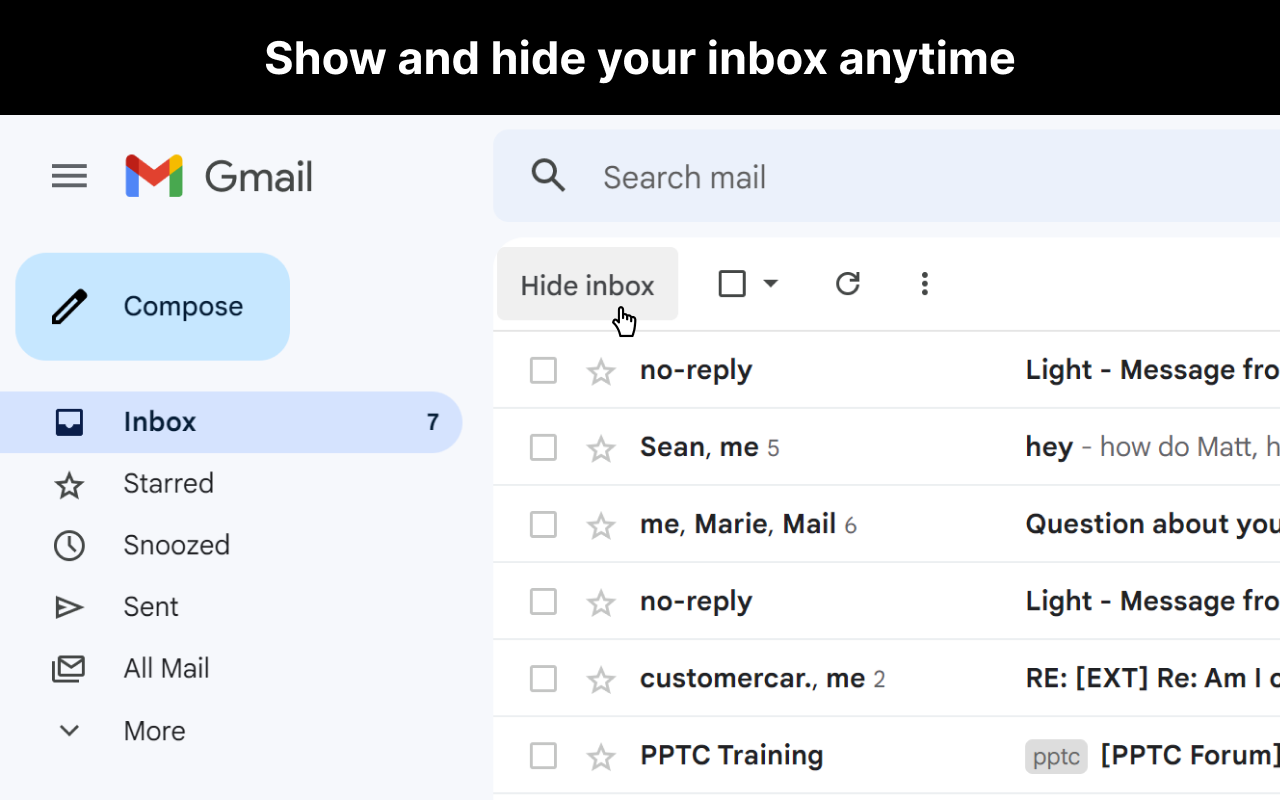 Show and hide your inbox anytime
Gmail
Search mail
Compose
Hide inbox
Inbox 7
Starred
Snoozed
Sent
All Mail
More
no-reply Light - Message fro
Sean, me 5 hey - how do Matt, h
me, Marie, Mail 6 Question about you
no-reply Light - Message fro
customercar., me 2 RE: [EXT] Re: Am I c
PPTC Training pptc [PPTC Forum]